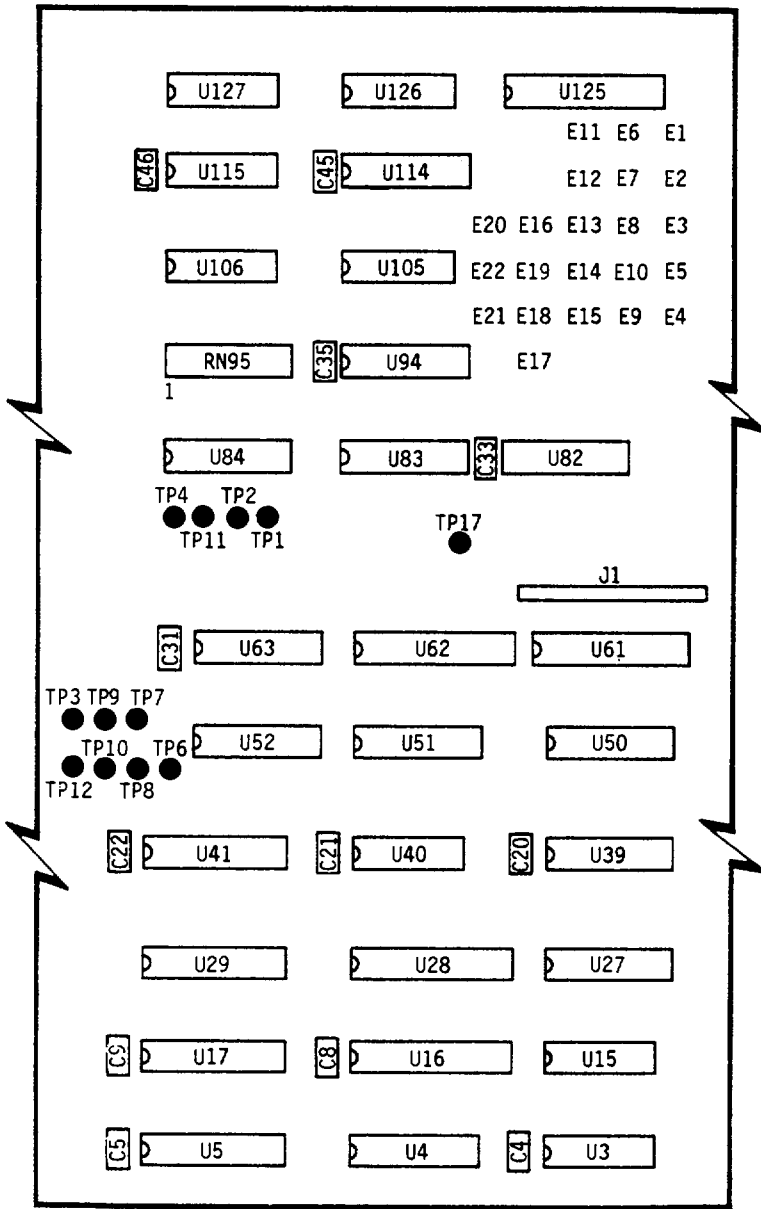 U127 U126 U125
E11 E6 E1
C46 U115 C45 U114
E12 E7 E2
E20 E16 E13 E8 E3
U106 U105 E22 E19 E14 E10 E5
E21 E18 E15 E9 E4
RN95 C35 U94 E17
1
U84 U83 C33 U82
TP4 TP2
TP11 TP1
TP17
J1
C31 U63 U62 U61
TP3 TP9 TP7
U52 U51 U50
TP10 TP6
TP12 TP8
C22 U41 C21 U40 C20 U39
U29 U28 U27
C9 U17 C8 U16 U15
C5 U5 U4 C4 U3